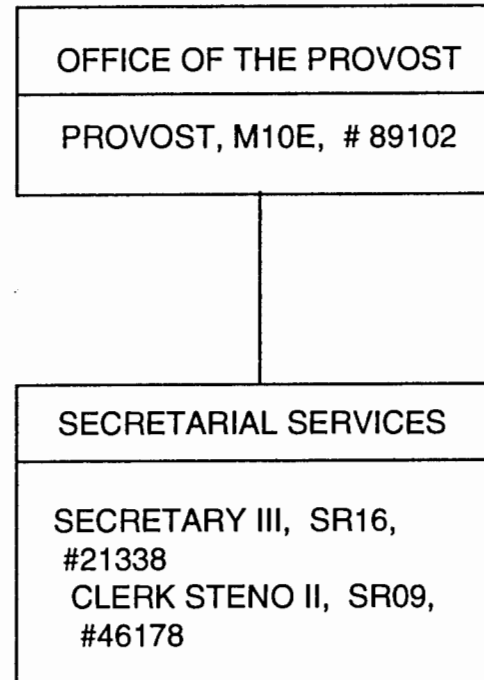 OFFICE OF THE PROVOST
PROVOST, M10E, # 89102
SECRETARIAL SERVICES
SECRETARY III, SR16,
#21338
CLERK STENO II, SR09,
#46178